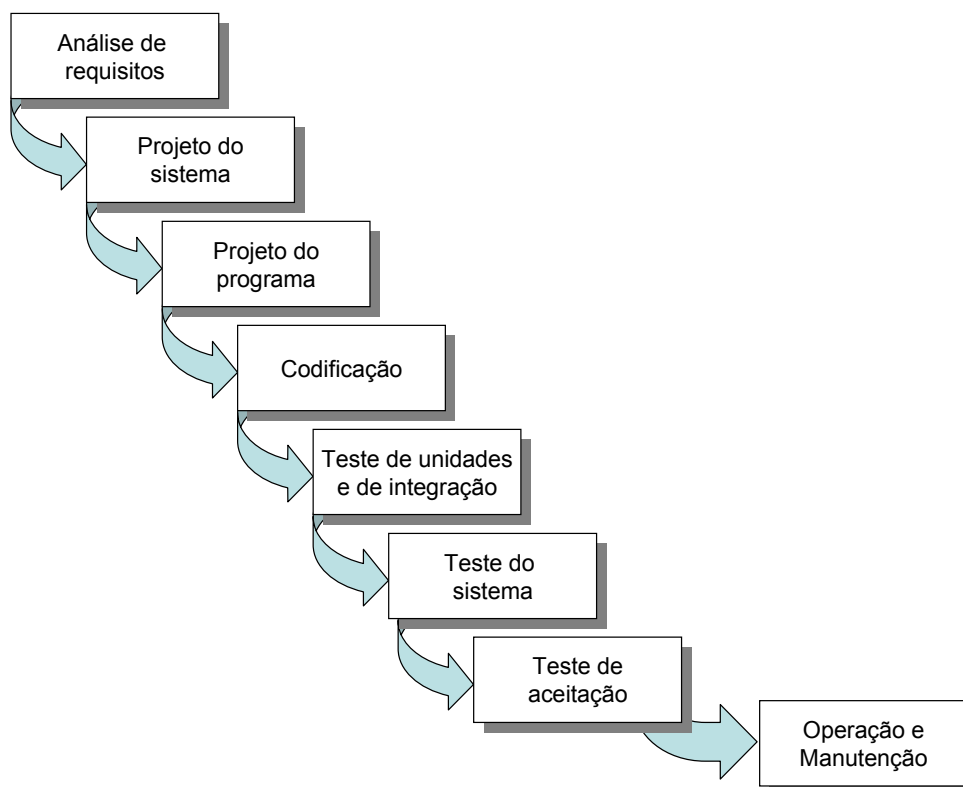 Análise de
requisitos
Projeto do
sistema
Projeto do
programa
Codificação
Teste de unidades
e de integração
Teste do
sistema
Teste de
aceitação
Operação e
Manutenção